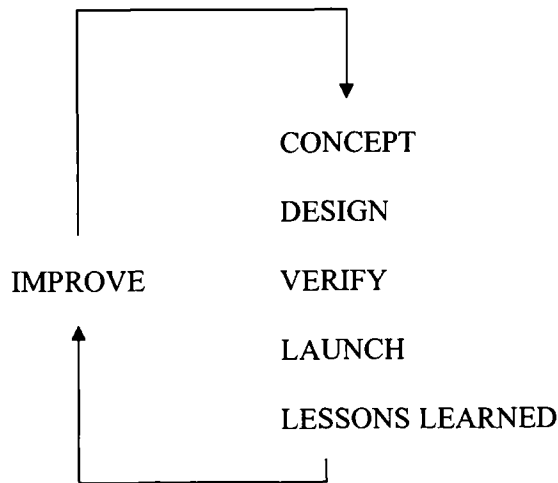 CONCEPT
DESIGN
IMPROVE
VERIFY
LAUNCH
LESSONS LEARNED